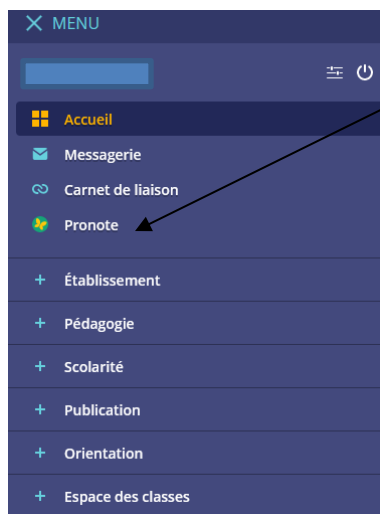 MENU
Accueil
Messagerie
Carnet de liaison
Pronote
Établissement
Pédagogie
Scolarité
Publication
Orientation
Espace des classes